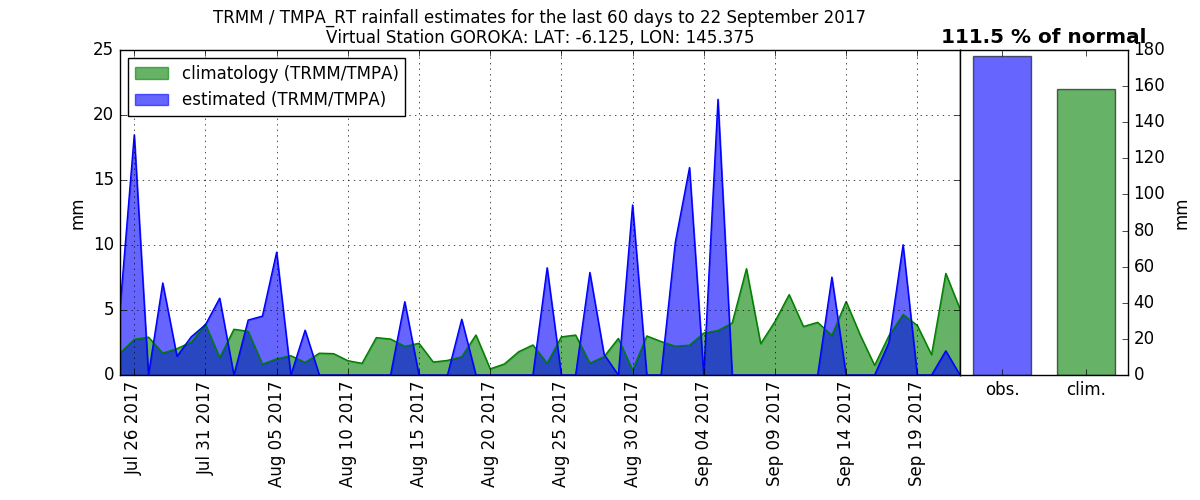 TRMM / TMPA_RT rainfall estimates for the last 60 days to 22 September 2017
Virtual Station GOROKA: LAT: -6.125, LON: 145.375
111.5 % of normal
climatology (TRMM/TMPA)
estimated (TRMM/TMPA)
mm
25
20
15
10
5
0
Jul 26 2017
Jul 31 2017
Aug 05 2017
Aug 10 2017
Aug 15 2017
Aug 20 2017
Aug 25 2017
Aug 30 2017
Sep 04 2017
Sep 09 2017
Sep 14 2017
Sep 19 2017
obs.
clim.
180
160
140
120
100
80
60
40
20
0
mm